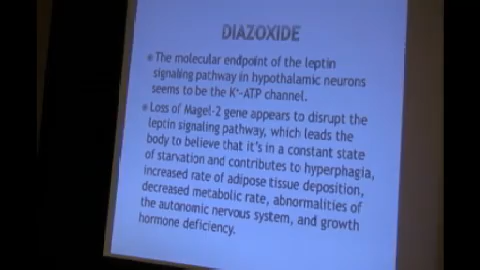 DIAZOXIDE
• The molecular endpoint of the leptin
signaling pathway in hypothalamic neurons
seems to be the K⁺-ATP channel.
• Loss of Magel-2 gene appears to disrupt the
leptin signaling pathway, which leads the
body to believe that it's in a constant state
of starvation and contributes to hyperphagia,
increased rate of adipose tissue deposition,
decreased metabolic rate, abnormalities of
the autonomic nervous system, and growth
hormone deficiency.